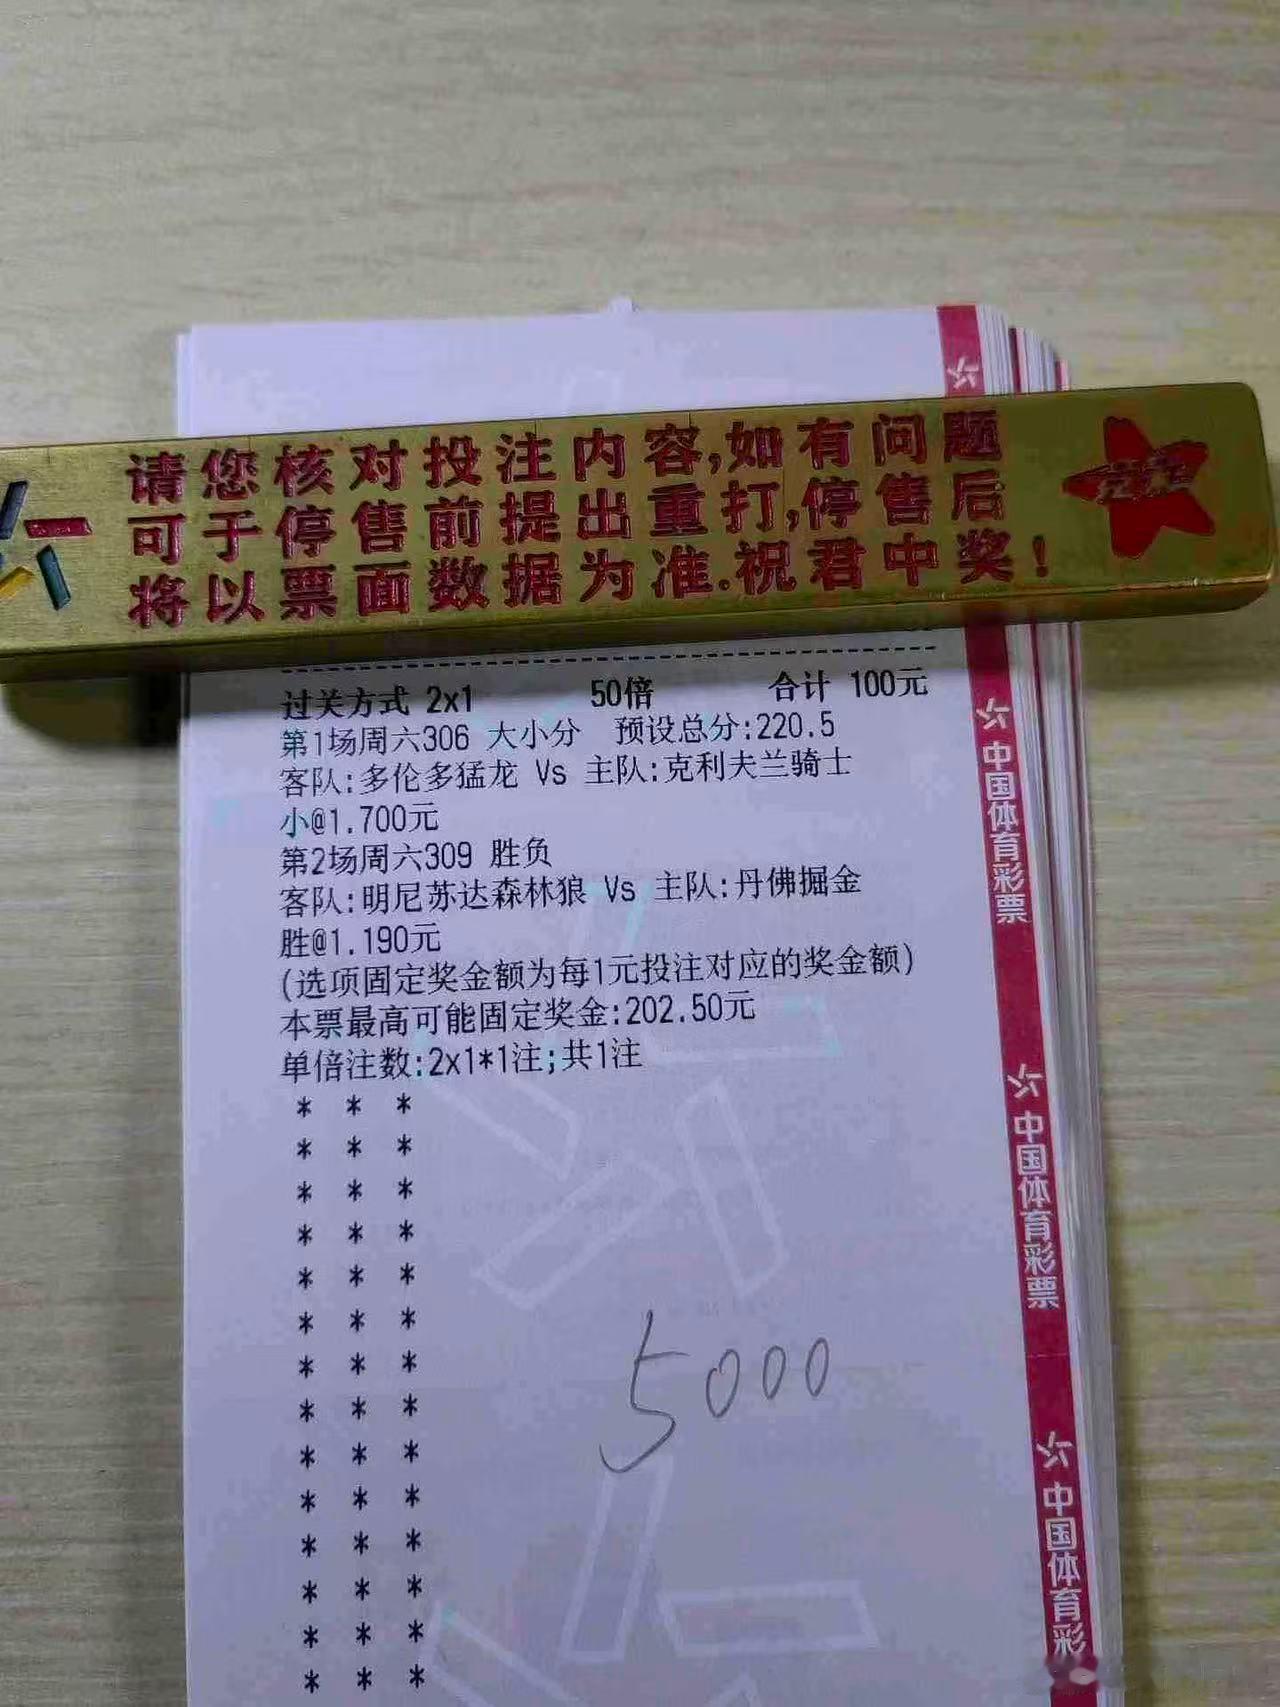 请您核对投注内容,如有问题
可于停售前提出重打,停售后
将以票面数据为准.祝君中奖!
过关方式 2x1 50倍 合计 100元
第1场周六306 大小分 预设总分:220.5
客队:多伦多猛龙 Vs 主队:克利夫兰骑士
小@1.700元
第2场周六309 胜负
客队:明尼苏达森林狼 Vs 主队:丹佛掘金
胜@1.190元
(选项固定奖金额为每1元投注对应的奖金额)
本票最高可能固定奖金:202.50元
单倍注数:2x1*1注;共1注
* * *
* * *
* * *
* * *
* * *
* * *
* * *
* * *
* * *
* * *
* * *
* * *
* * *
* * *
5000
中国体育彩票
中国体育彩票
中国体育彩